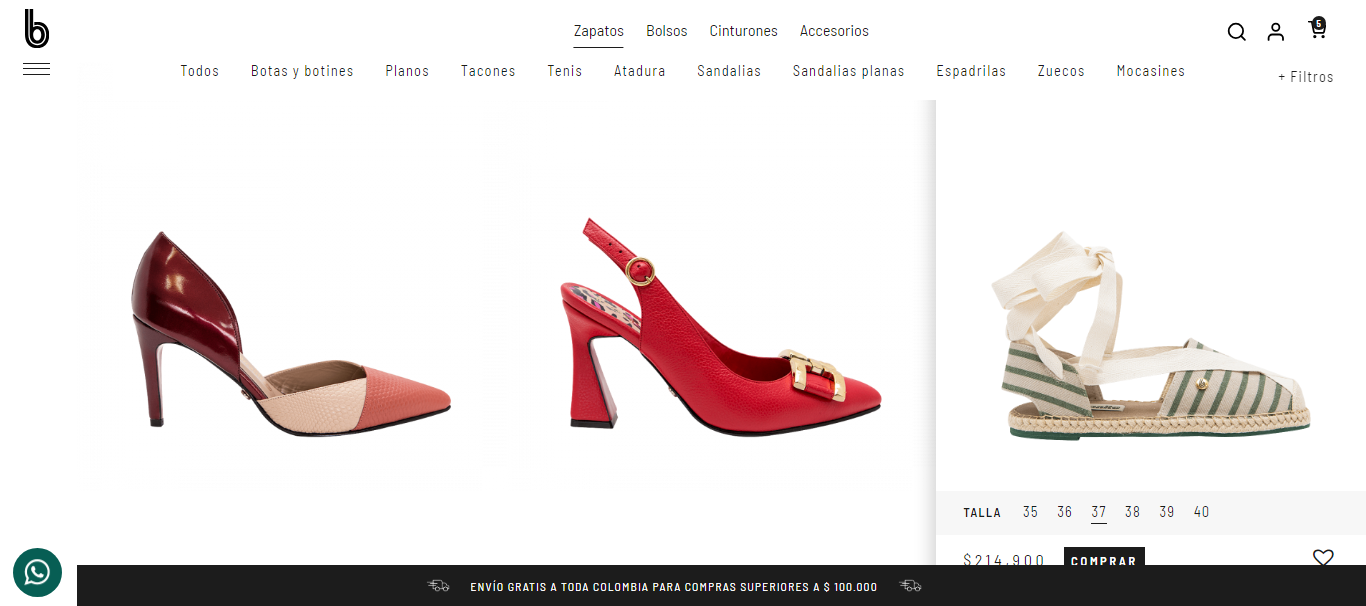 b
Zapatos Bolsos Cinturones Accesorios
5
Todos Botas y botines Planos Tacones Tenis Atadura Sandalias Sandalias planas Espadrilas Zuecos Mocasines
+ Filtros
TALLA 35 36 37 38 39 40
$214.900 COMPRAR
ENVÍO GRATIS A TODA COLOMBIA PARA COMPRAS SUPERIORES A $ 100.000